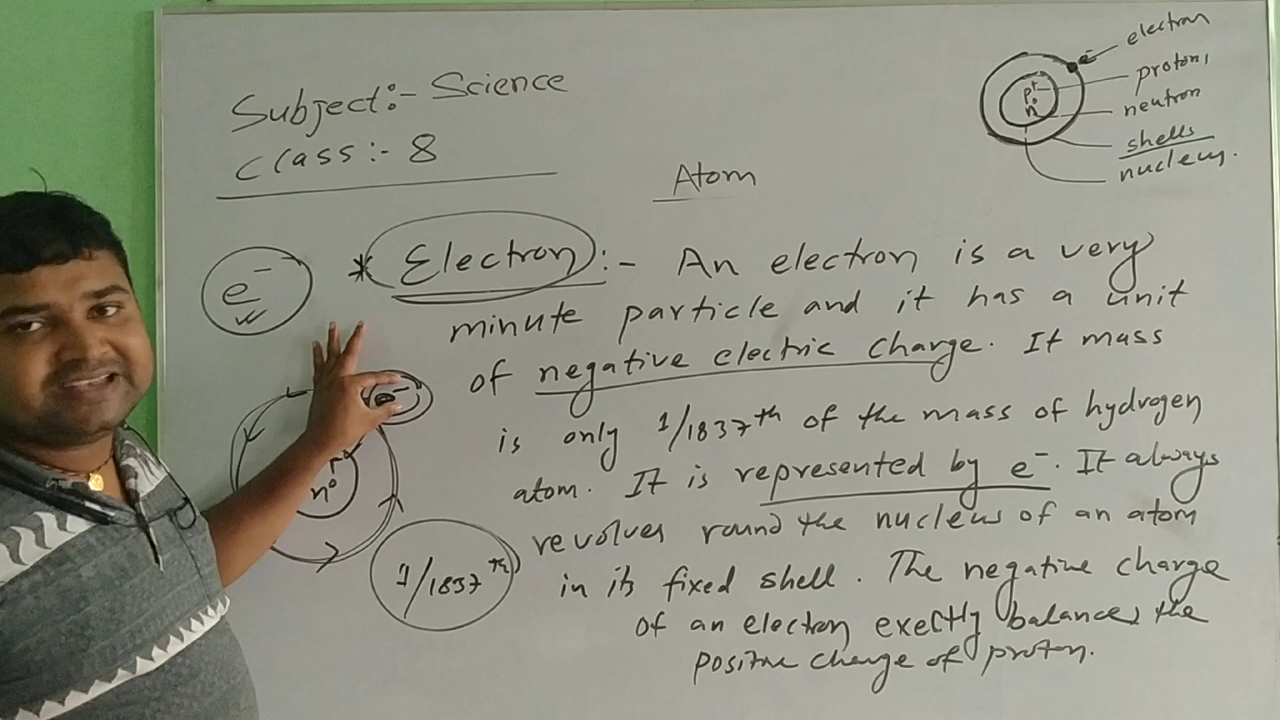 Subject:- Science
Class:- 8
Atom
e⁻ electron
p⁺ proton,
n° neutron
shells
nucleus.
e⁻
* Electron:- An electron is a very
minute particle and it has a unit
of negative electric charge. It mass
is only 1/1837th of the mass of hydrogen
atom. It is represented by e⁻. It always
revolves round the nucleus of an atom
in its fixed shell. The negative charge
of an electron exectly balances the
positive charge of proton.
e⁻
n°
1/1837th